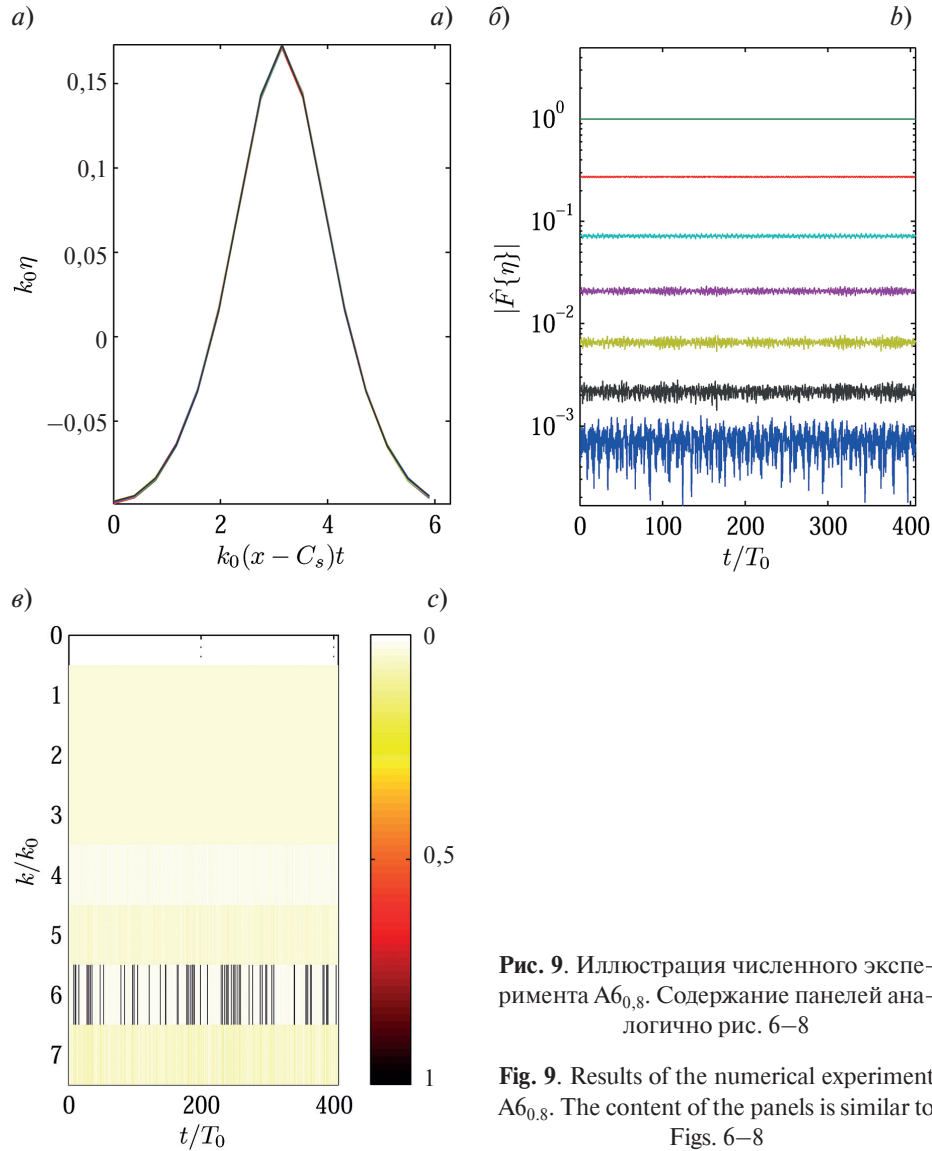 а) a)
0,15
0,1
0,05
0
−0,05
k₀η
0 2 4 6
k₀(x − Cₛ)t
б) b)
10⁰
10⁻¹
10⁻²
10⁻³
|F̂{η}|
0 100 200 300 400
t/T₀
в) c)
0
1
2
3
4
5
6
7
k/k₀
0 200 400
t/T₀
0
0,5
1
Рис. 9. Иллюстрация численного экспе-
римента А6₀,₈. Содержание панелей ана-
логично рис. 6–8
Fig. 9. Results of the numerical experiment
A6₀.₈. The content of the panels is similar to
Figs. 6–8